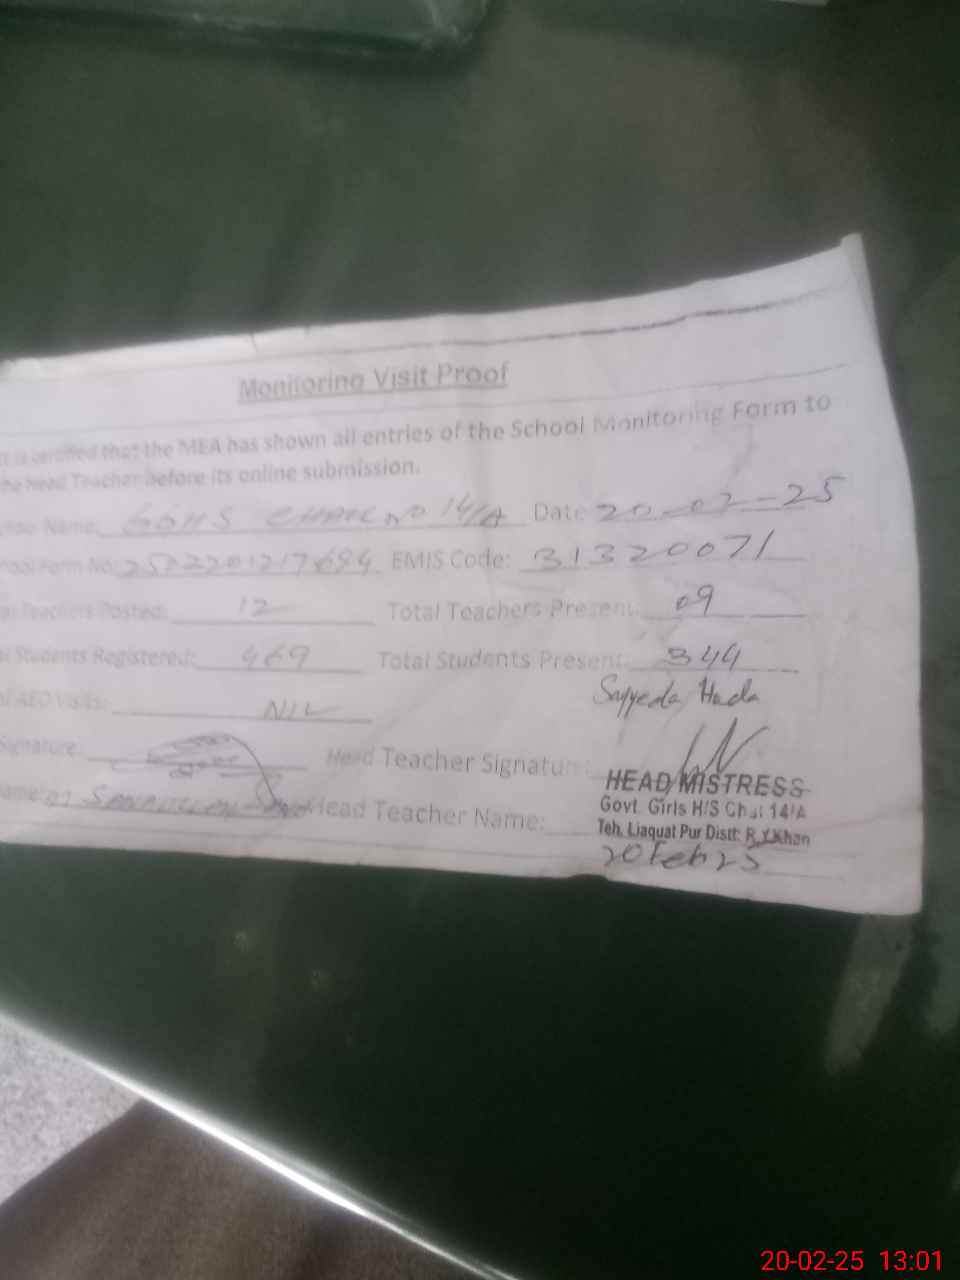 Monitoring Visit Proof
is certified that the MEA has shown all entries of the School Monitoring Form to
the Head Teacher before its online submission.
Name: GGHS Chak no 14/A Date 20-02-25
Form No: EMIS Code: 31320071
Teachers Posted: 12 Total Teachers Present 09
Students Registered: 469 Total Students Present: 344
Sayyeda Huda
AEO Visits: NIL
Signature: Head Teacher Signature
HEAD MISTRESS
Govt. Girls H/S Chak 14/A
Head Teacher Name:
Teh. Liaquat Pur Distt: R.Y.Khan
20 Feb 25
20-02-25 13:01